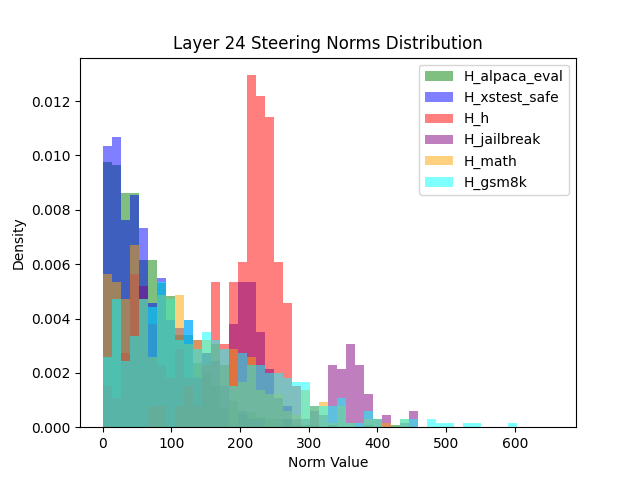 Layer 24 Steering Norms Distribution
H_alpaca_eval
H_xstest_safe
H_h
H_jailbreak
H_math
H_gsm8k
Density
0.012
0.010
0.008
0.006
0.004
0.002
0.000
0 100 200 300 400 500 600
Norm Value